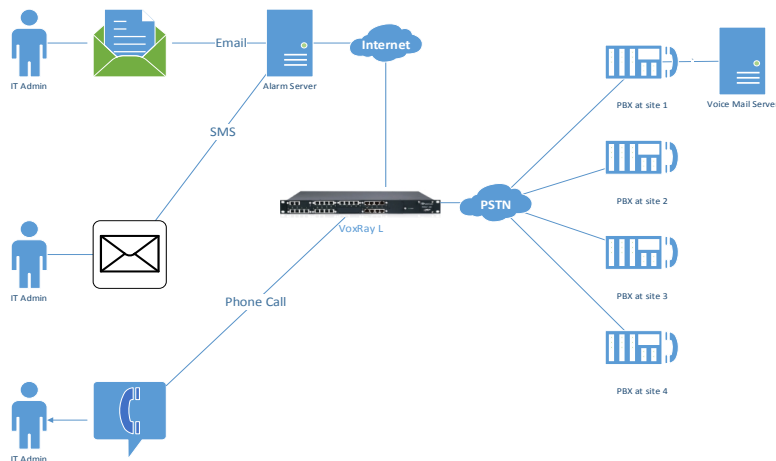 Email
Internet
IT Admin
Alarm Server
PBX at site 1
Voice Mail Server
SMS
PSTN
PBX at site 2
VoxRay L
IT Admin
PBX at site 3
Phone Call
PBX at site 4
IT Admin